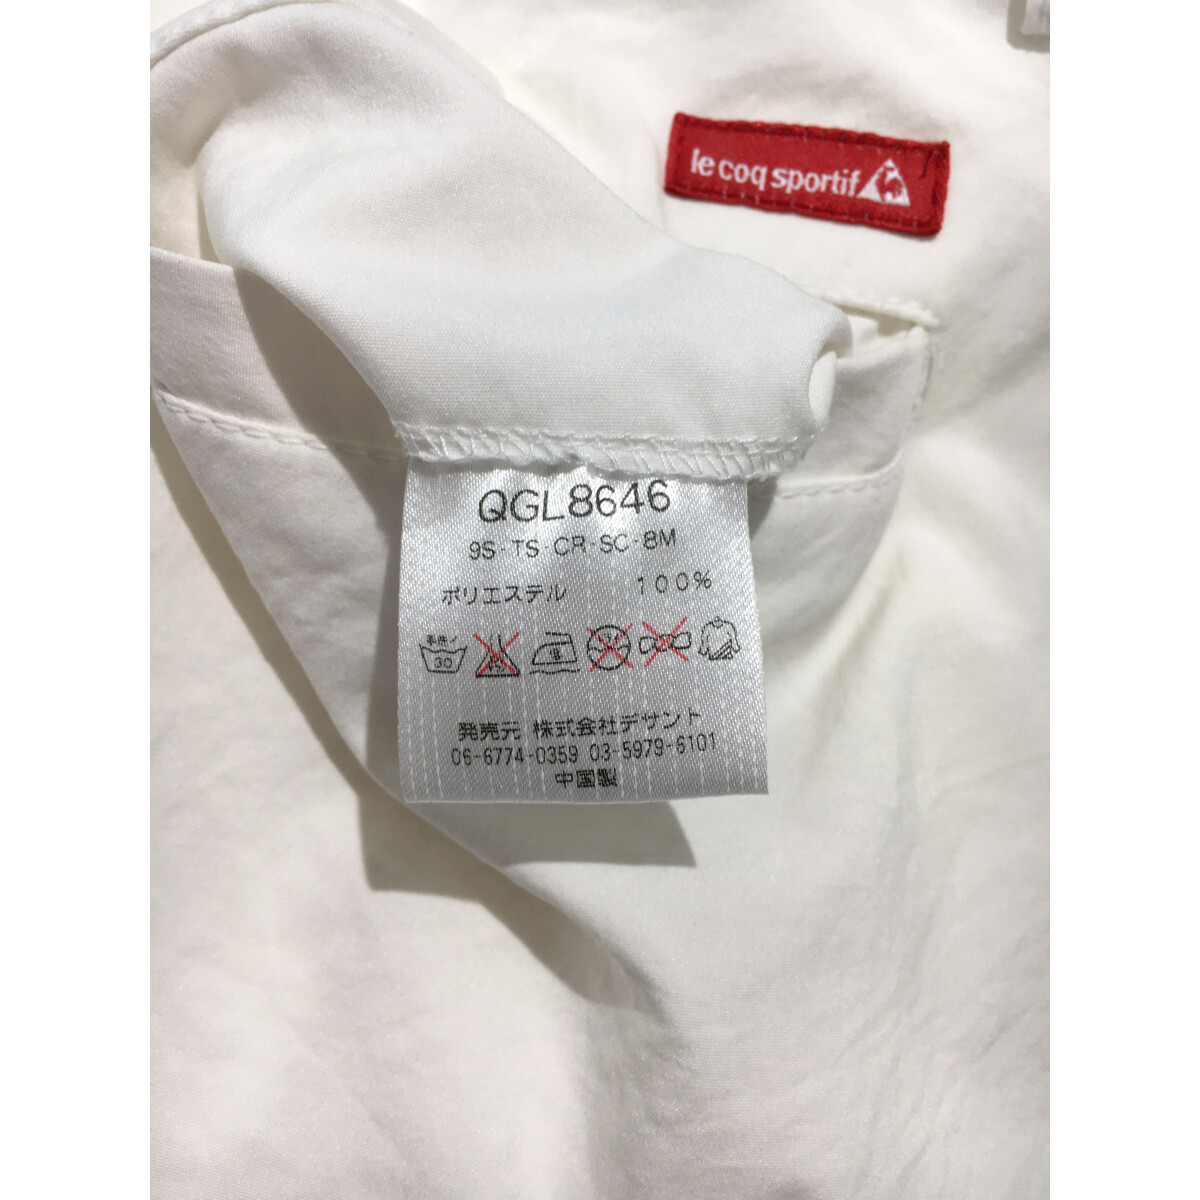 le coq sportif
QGL8646
9S-TS-CR-SC-8M
ポリエステル 100%
手洗イ
30
発売元 株式会社デサント
06-6774-0359 03-5979-6101
中国製